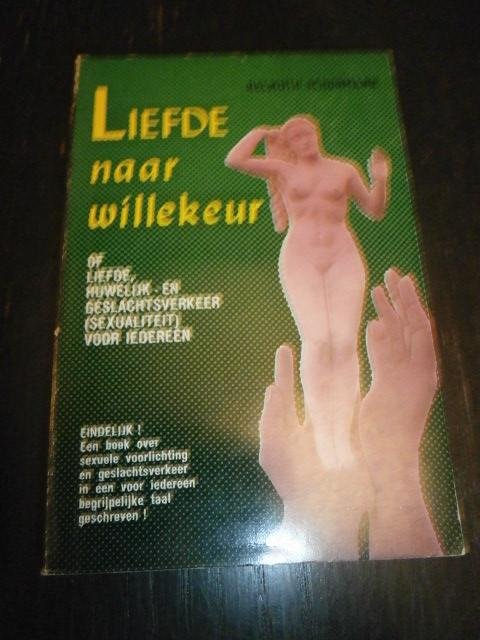 LIEFDE
naar
willekeur
OF
LIEFDE,
HUWELIJK - EN
GESLACHTSVERKEER
(SEXUALITEIT)
VOOR IEDEREEN
EINDELIJK !
Een boek over
sexuele voorlichting
en geslachtsverkeer
in een voor iedereen
begrijpelijke taal
geschreven !